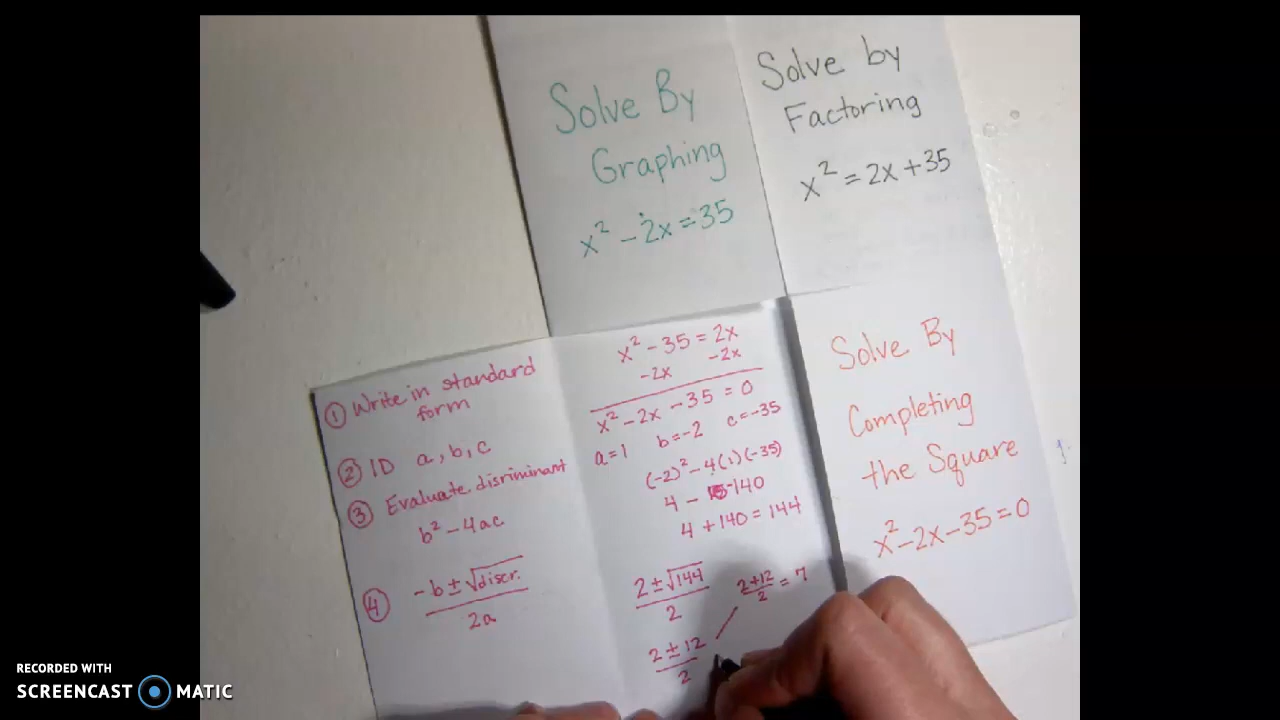 Solve By
Graphing
x² - 2x = 35
Solve by
Factoring
x² = 2x + 35
① Write in standard
form
② ID a, b, c
③ Evaluate disriminant
b² - 4ac
④ -b ± √discr.
2a
x² - 35 = 2x
-2x -2x
x² - 2x - 35 = 0
a = 1 b = -2 c = -35
(-2)² - 4(1)(-35)
4 - -140
4 + 140 = 144
2 ± √144
2
2 + 12
2
= 7
2 ± 12
2
Solve By
Completing
the Square
x² - 2x - 35 = 0
RECORDED WITH
SCREENCAST MATIC